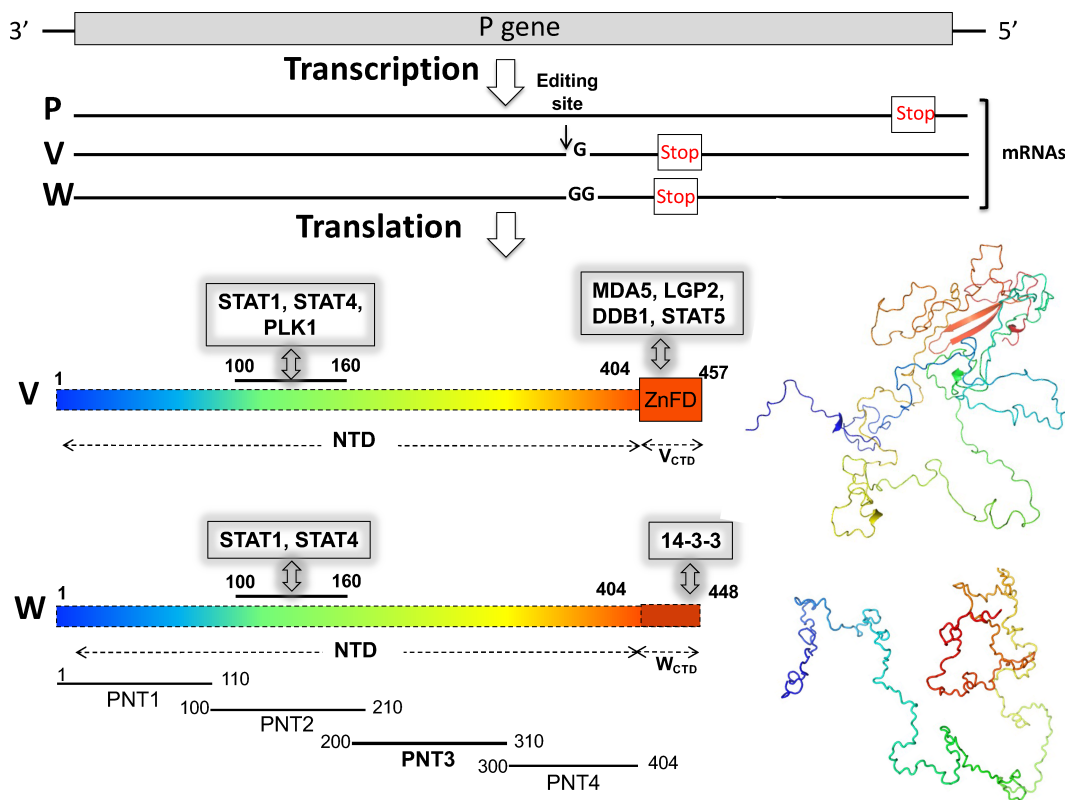 3’ P gene 5’
Transcription
Editing
site
P Stop
V G Stop
mRNAs
W GG Stop
Translation
STAT1, STAT4,
PLK1
MDA5, LGP2,
DDB1, STAT5
1 100 160 404 457
V ZnFD
NTD VCTD
STAT1, STAT4
14-3-3
1 100 160 404 448
W
NTD WCTD
1 110
PNT1
100 210
PNT2
200 310
PNT3
300 404
PNT4